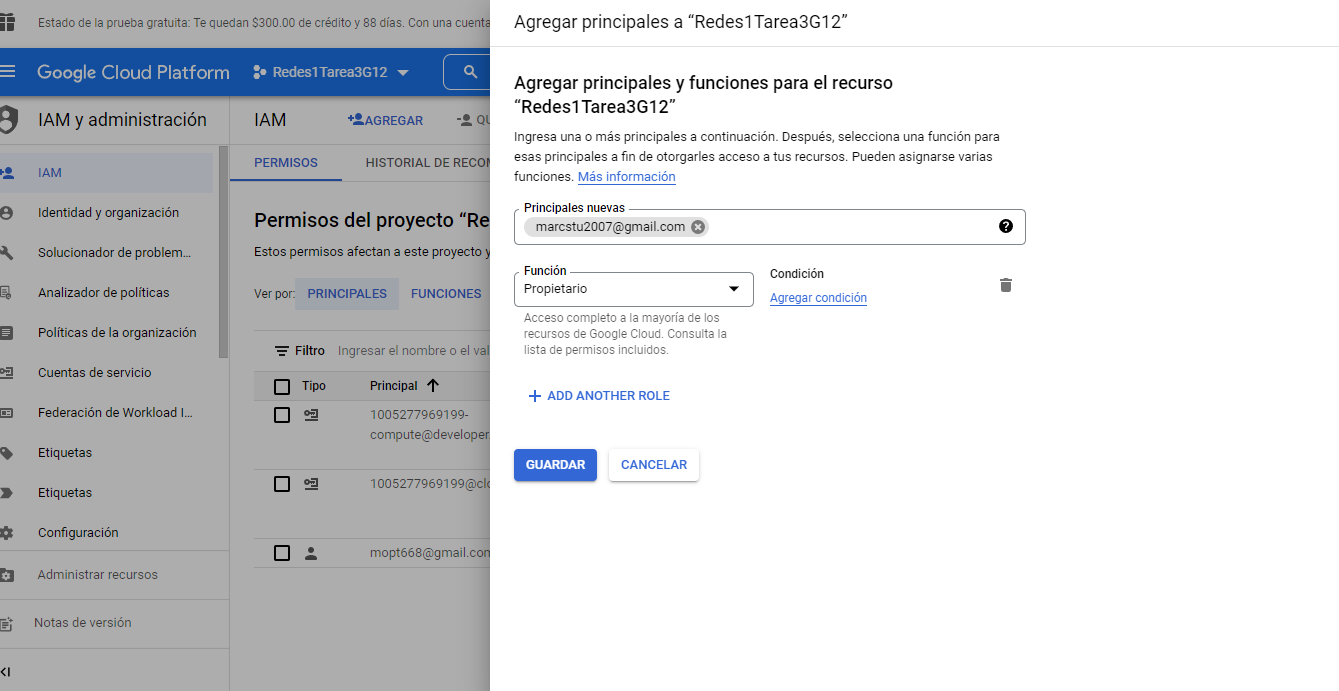 Estado de la prueba gratuita: Te quedan $300.00 de crédito y 88 días. Con una cuenta
Google Cloud Platform
Redes1Tarea3G12
IAM y administración
IAM
Identidad y organización
Solucionador de problem...
Analizador de políticas
Políticas de la organización
Cuentas de servicio
Federación de Workload I...
Etiquetas
Etiquetas
Configuración
Administrar recursos
Notas de versión
IAM
AGREGAR
QU
PERMISOS
HISTORIAL DE RECOM
Permisos del proyecto “Re
Estos permisos afectan a este proyecto y
Ver por:
PRINCIPALES
FUNCIONES
Filtro
Ingresar el nombre o el val
Tipo
Principal
1005277969199-
compute@developer.
1005277969199@clo
mopt668@gmail.com
Agregar principales a “Redes1Tarea3G12”
Agregar principales y funciones para el recurso
“Redes1Tarea3G12”
Ingresa una o más principales a continuación. Después, selecciona una función para
esas principales a fin de otorgarles acceso a tus recursos. Pueden asignarse varias
funciones. Más información
Principales nuevas
marcstu2007@gmail.com
Función
Propietario
Acceso completo a la mayoría de los
recursos de Google Cloud. Consulta la
lista de permisos incluidos.
Condición
Agregar condición
ADD ANOTHER ROLE
GUARDAR
CANCELAR